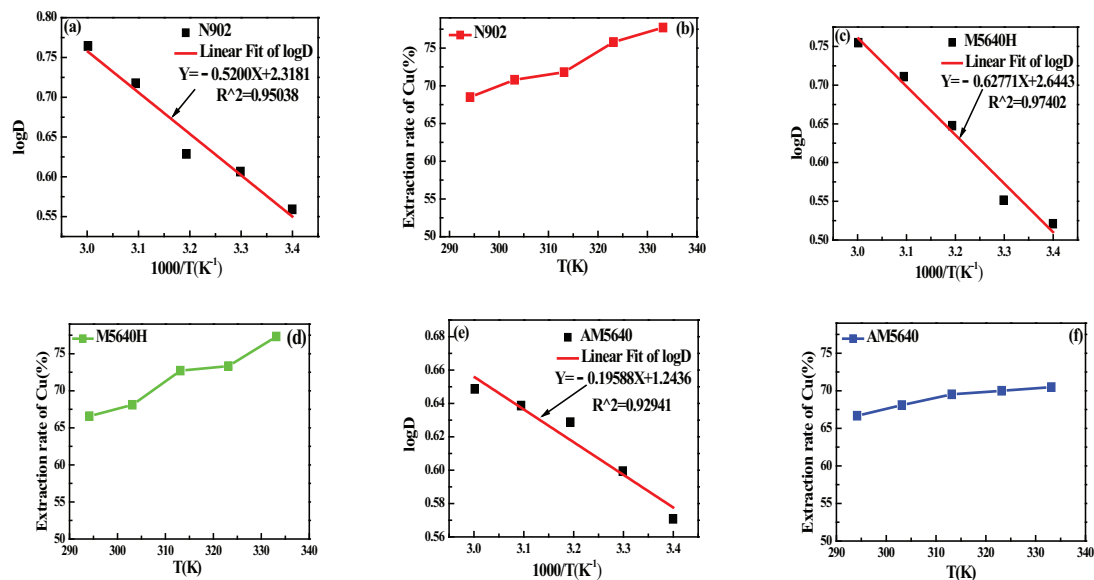 (a)
N902
Linear Fit of logD
Y= - 0.5200X+2.3181
R^2=0.95038
logD
0.80
0.75
0.70
0.65
0.60
0.55
3.0 3.1 3.2 3.3 3.4
1000/T(K-1)
(b)
N902
Extraction rate of Cu(%)
75
70
65
60
55
50
290 300 310 320 330 340
T(K)
(c)
M5640H
Linear Fit of logD
Y= - 0.62771X+2.6443
R^2=0.97402
logD
0.75
0.70
0.65
0.60
0.55
0.50
3.0 3.1 3.2 3.3 3.4
1000/T(K-1)
(d)
M5640H
Extraction rate of Cu(%)
75
70
65
60
55
50
290 300 310 320 330 340
T(K)
(e)
AM5640
Linear Fit of logD
Y= - 0.19588X+1.2436
R^2=0.92941
logD
0.68
0.66
0.64
0.62
0.60
0.58
0.56
3.0 3.1 3.2 3.3 3.4
1000/T(K-1)
(f)
AM5640
Extraction rate of Cu(%)
75
70
65
60
55
50
290 300 310 320 330 340
T(K)